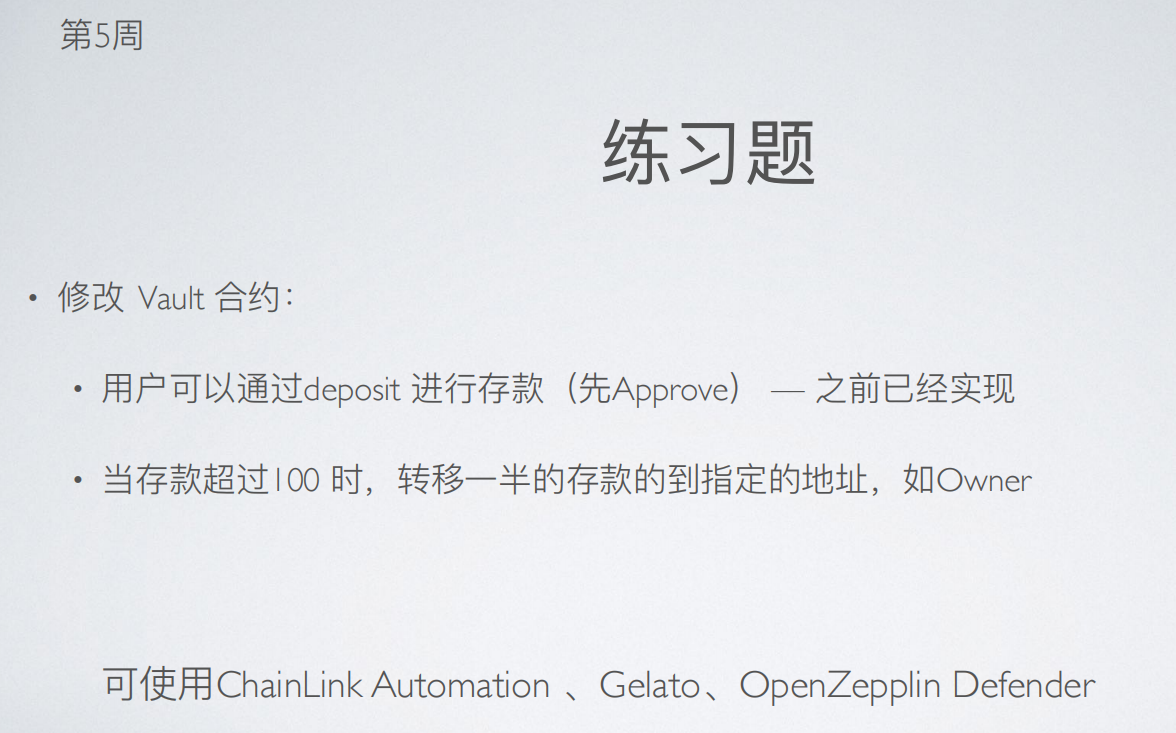 第5周
练习题
• 修改 Vault 合约：
• 用户可以通过deposit 进行存款（先Approve） — 之前已经实现
• 当存款超过100 时，转移一半的存款的到指定的地址，如Owner
可使用ChainLink Automation 、Gelato、OpenZepplin Defender